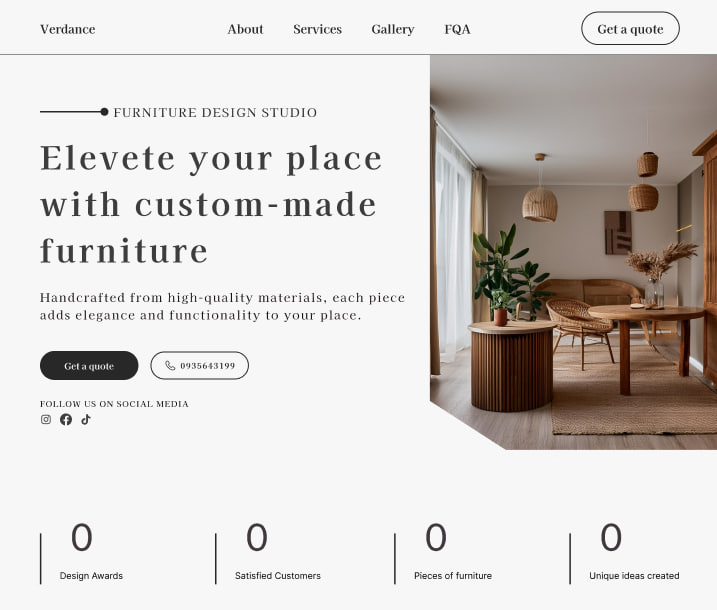 Verdance
About
Services
Gallery
FQA
Get a quote
FURNITURE DESIGN STUDIO
Elevete your place
with custom-made
furniture
Handcrafted from high-quality materials, each piece
adds elegance and functionality to your place.
Get a quote
0935643199
FOLLOW US ON SOCIAL MEDIA
0
Design Awards
0
Satisfied Customers
0
Pieces of furniture
0
Unique ideas created